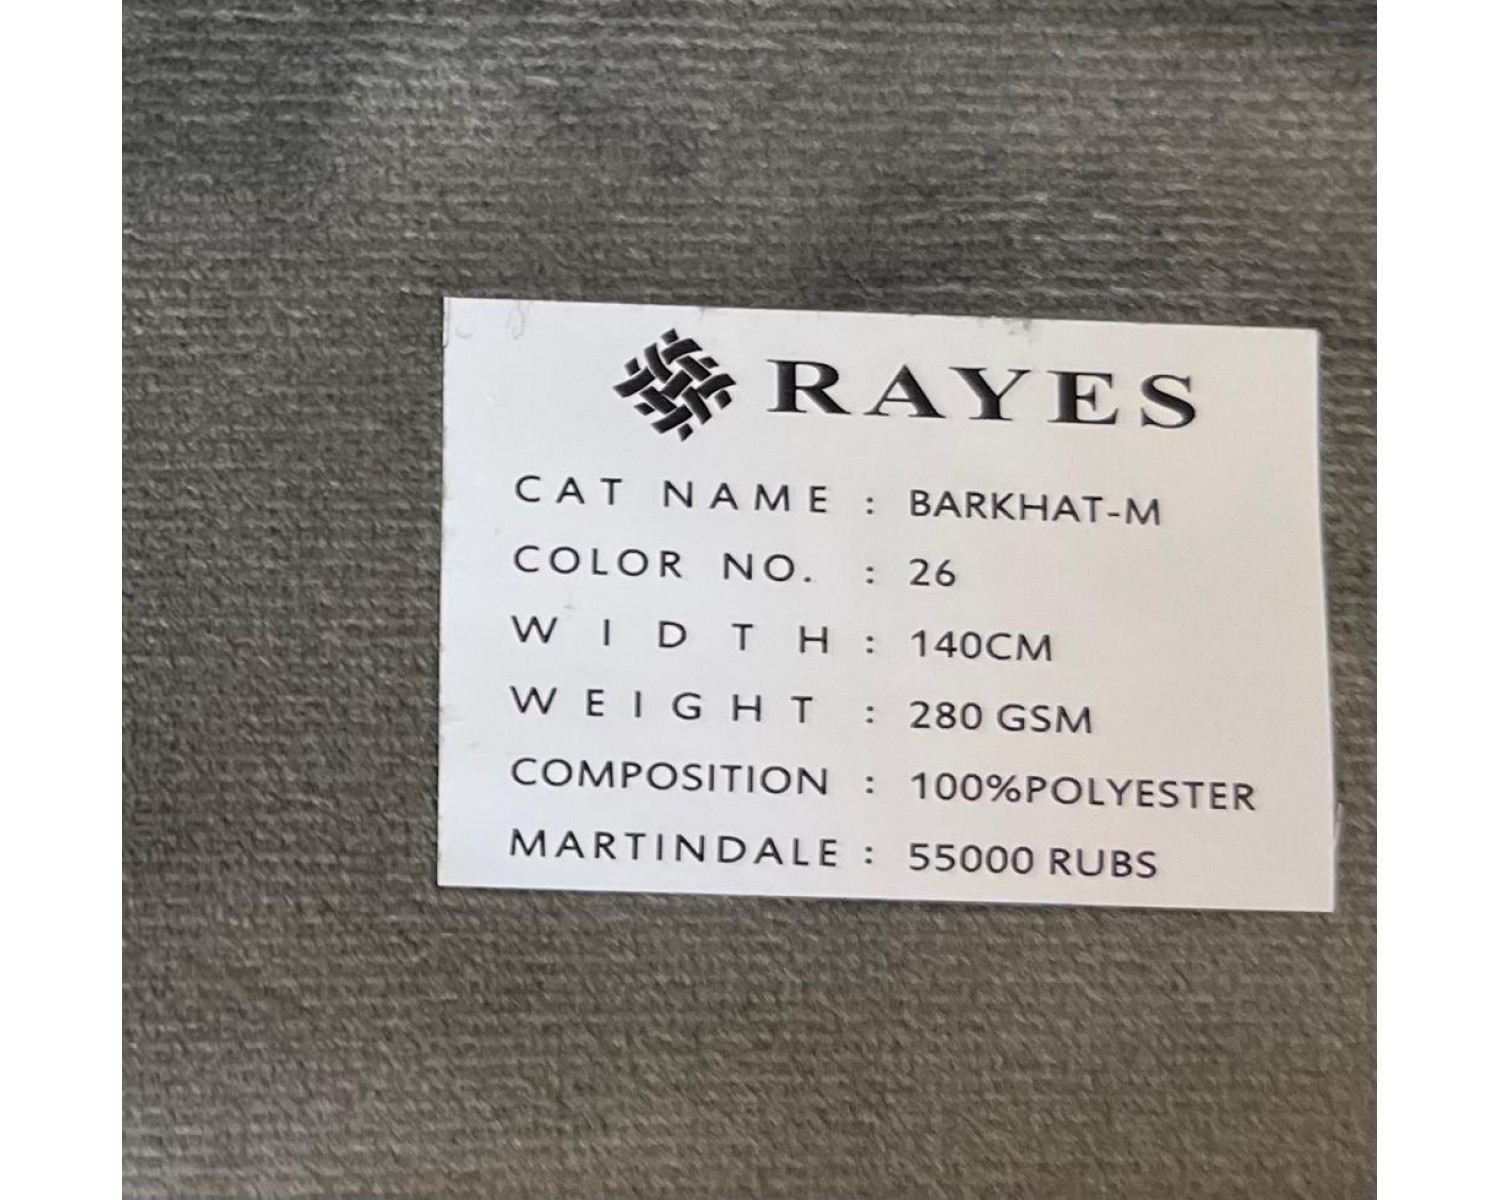 RAYES
CAT NAME : BARKHAT-M
COLOR NO. : 26
WIDTH : 140CM
WEIGHT : 280 GSM
COMPOSITION : 100%POLYESTER
MARTINDALE : 55000 RUBS